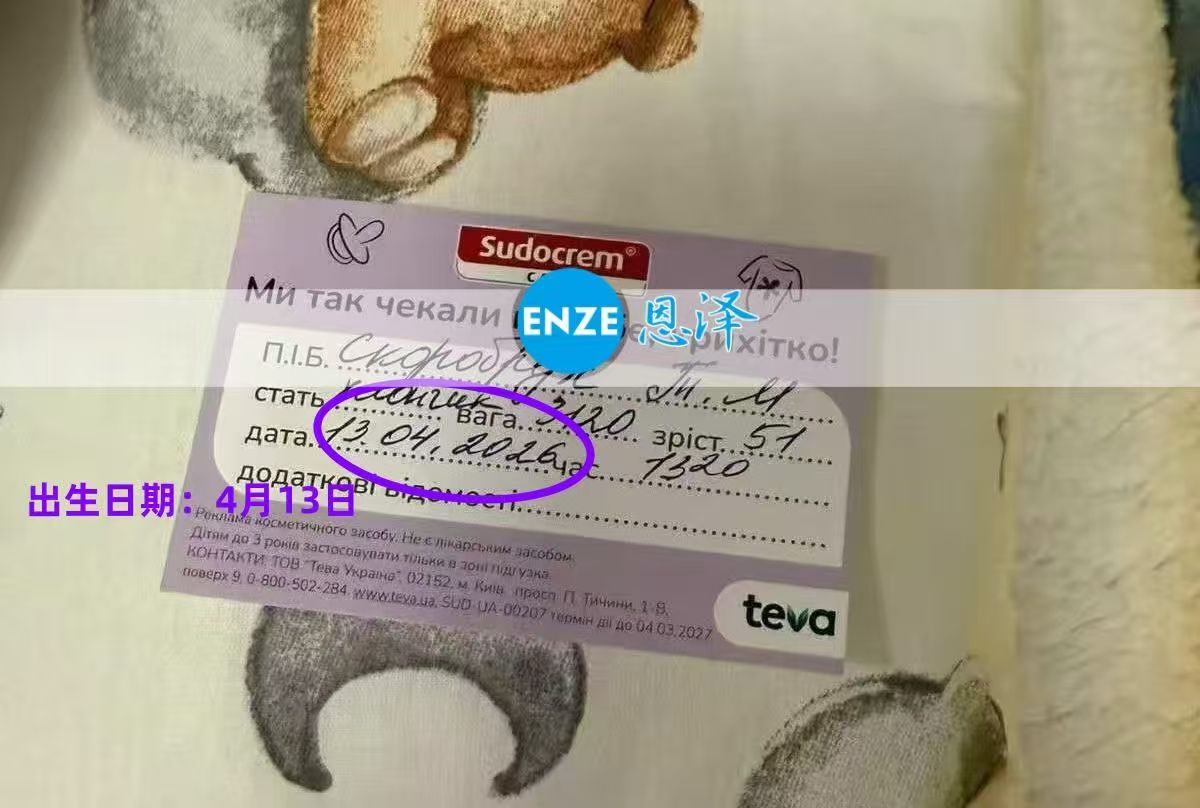 Sudocrem®
Ми так чекали
рихітко!
ENZE 恩泽
П.І.Б. Т. М
стать хлопчик вага 3120 зріст 51
дата 13.04.2026 час 1320
додаткові відомості
出生日期：4月13日
Реклама косметичного засобу. Не є лікарським засобом.
Дітям до 3 років застосовувати тільки в зоні підгузка.
КОНТАКТИ: ТОВ "Тева Україна", 02152, м. Київ, просп. П. Тичини, 1-В,
поверх 9, 0-800-502-284, www.teva.ua, SUD-UA-00207 термін дії до 04.03.2027
teva